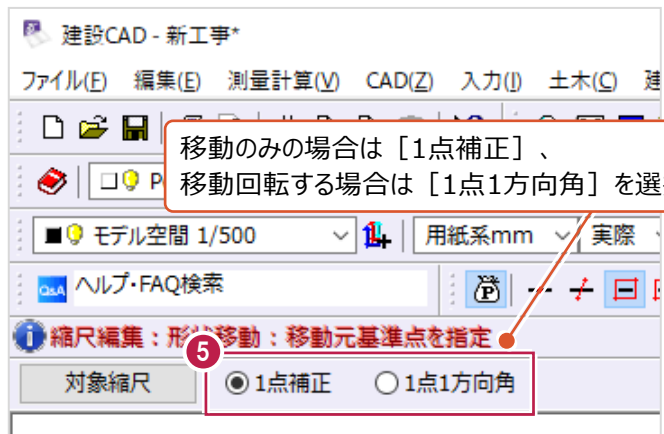 建設CAD - 新工事*
ファイル(F) 編集(E) 測量計算(V) CAD(Z) 入力(I) 土木(C) 建
移動のみの場合は［1点補正］、
移動回転する場合は［1点1方向角］を選
モデル空間 1/500 用紙系mm 実際
Q&A ヘルプ・FAQ検索
縮尺編集：形状移動：移動元基準点を指定
5
対象縮尺 1点補正 1点1方向角